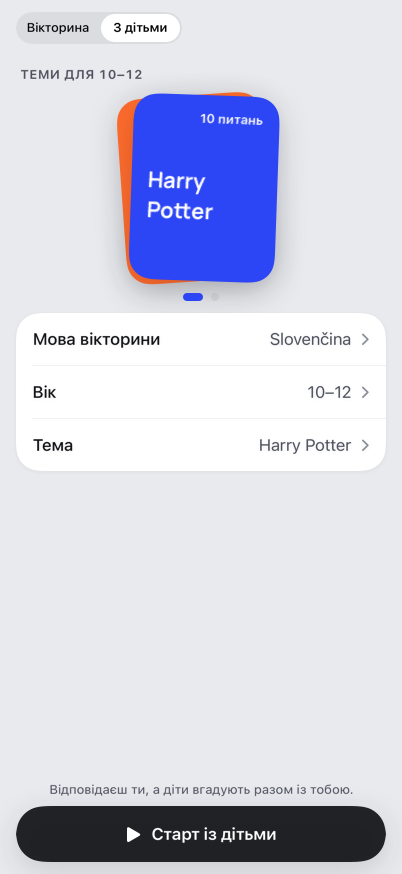 Вікторина
З дітьми
ТЕМИ ДЛЯ 10–12
10 питань
Harry
Potter
Мова вікторини
Slovenčina
Вік
10–12
Тема
Harry Potter
Відповідаєш ти, а діти вгадують разом із тобою.
Старт із дітьми